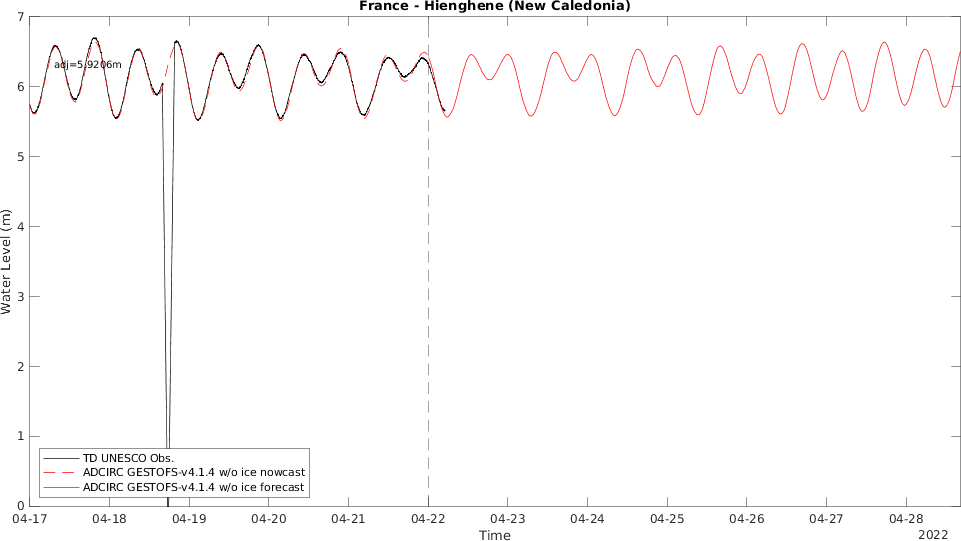 France - Hienghene (New Caledonia)
7
6
5
4
3
2
1
0
Water Level (m)
adj=5.9206m
TD UNESCO Obs.
ADCIRC GESTOFS-v4.1.4 w/o ice nowcast
ADCIRC GESTOFS-v4.1.4 w/o ice forecast
04-17 04-18 04-19 04-20 04-21 04-22 04-23 04-24 04-25 04-26 04-27 04-28
Time
2022